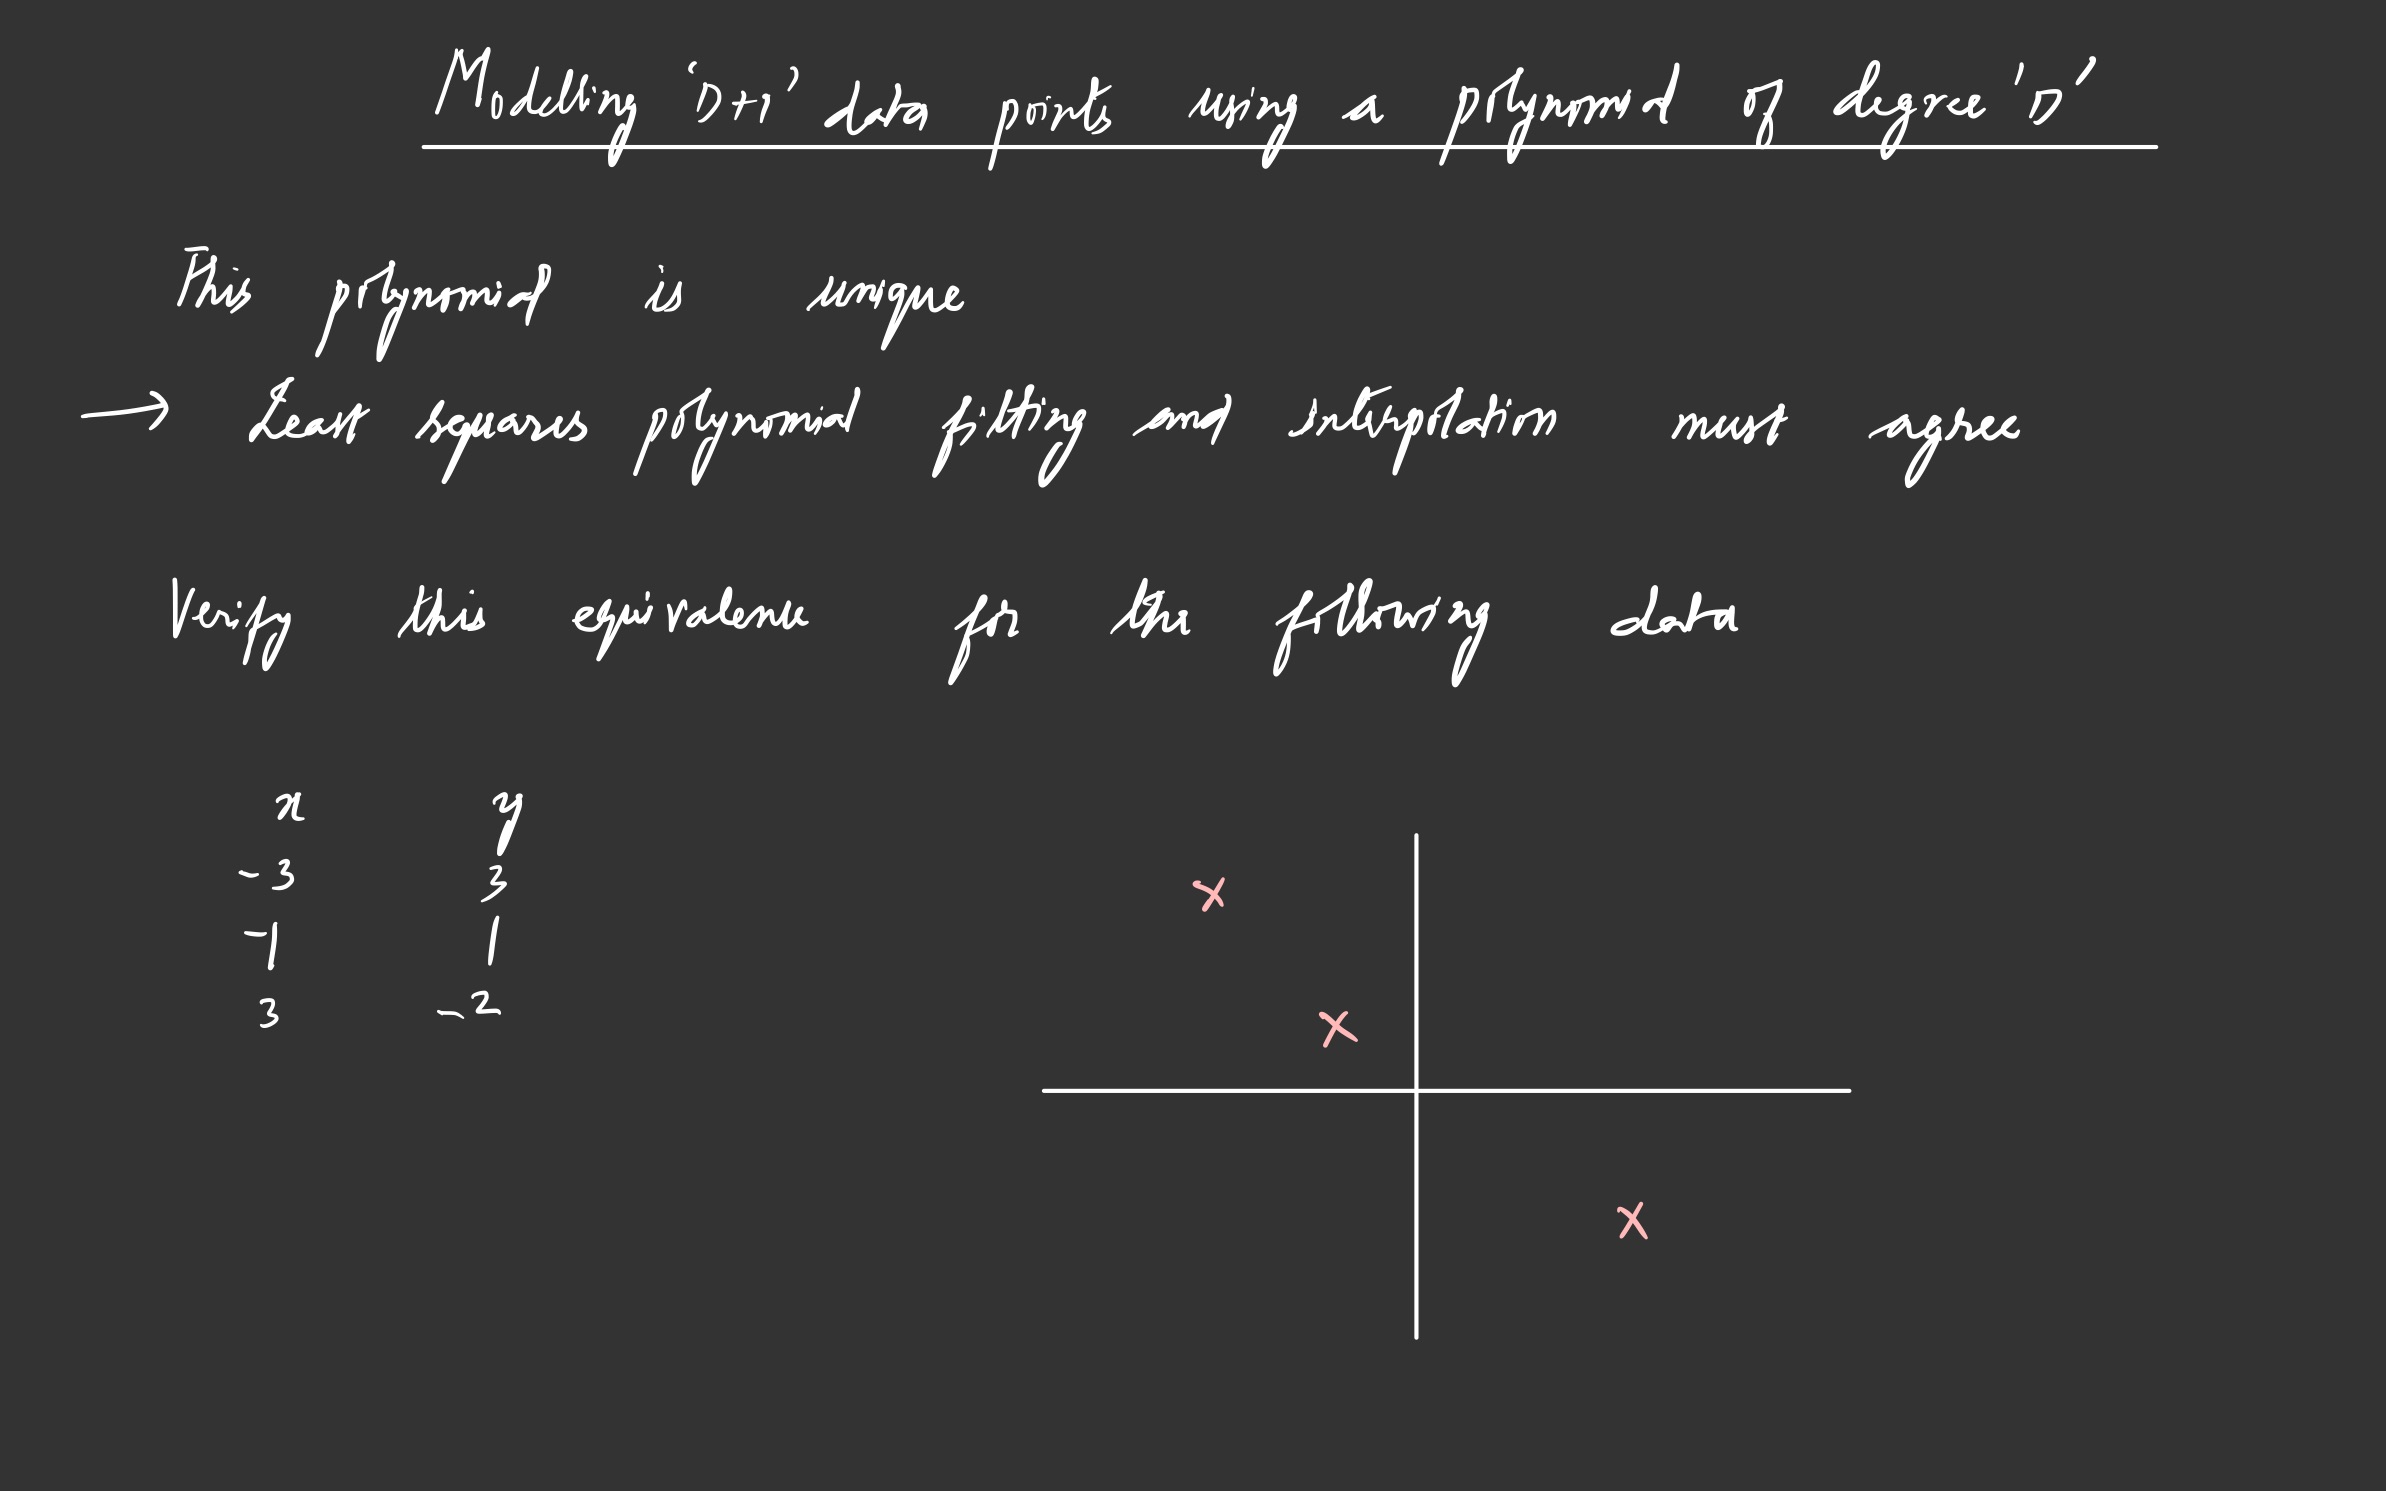 Modelling 'D+1' data points using a polynomial of degree 'D'
This polynomial is unique
→ Least squares polynomial fitting and interpolation must agree
Verify this equivalence for the following data
x y
-3 3
-1 1
3 -2